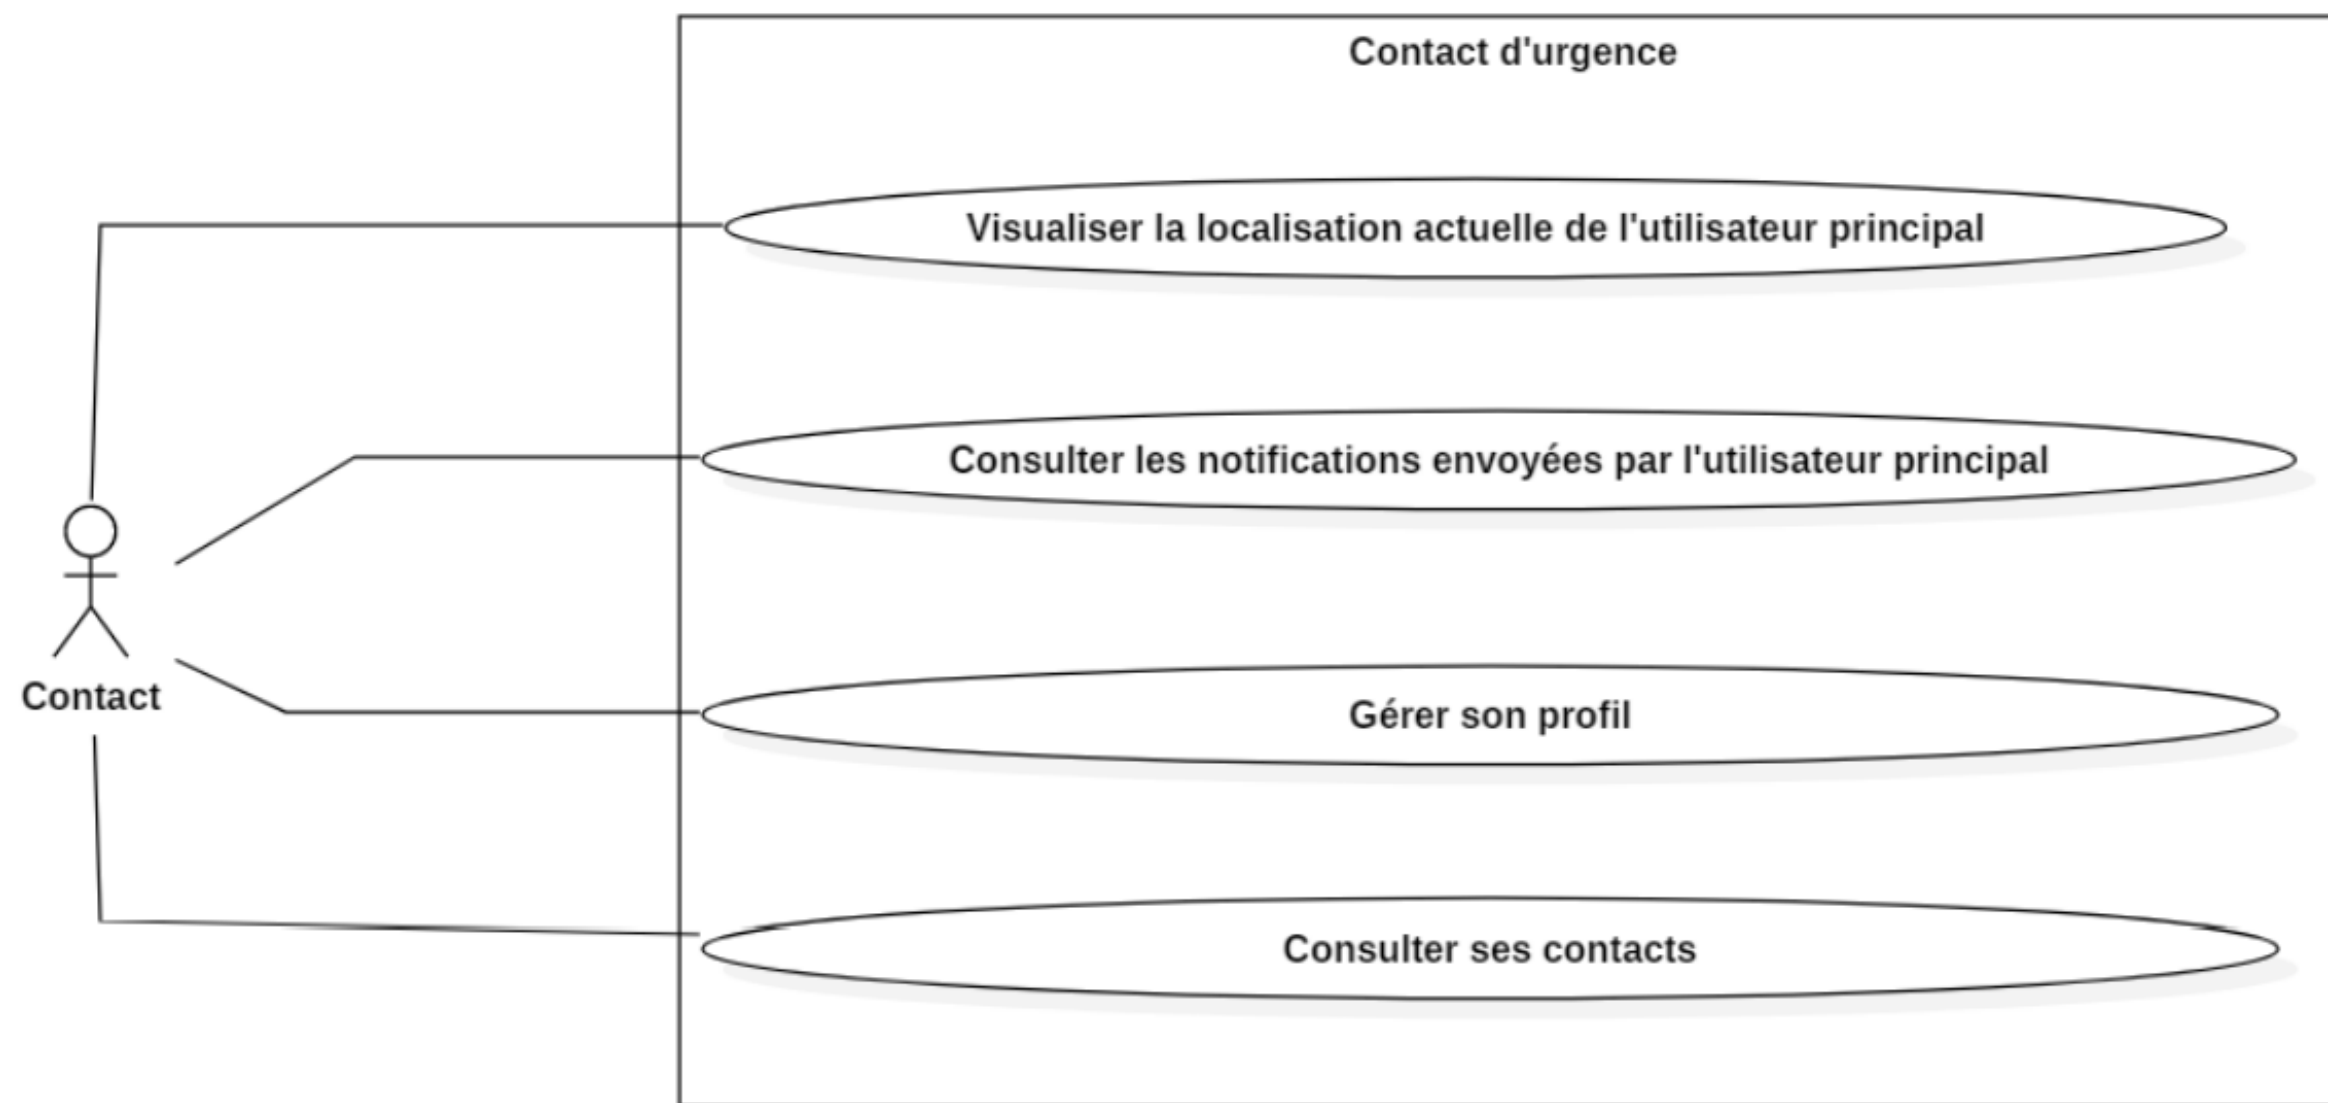 Contact d'urgence
Visualiser la localisation actuelle de l'utilisateur principal
Consulter les notifications envoyées par l'utilisateur principal
Contact
Gérer son profil
Consulter ses contacts